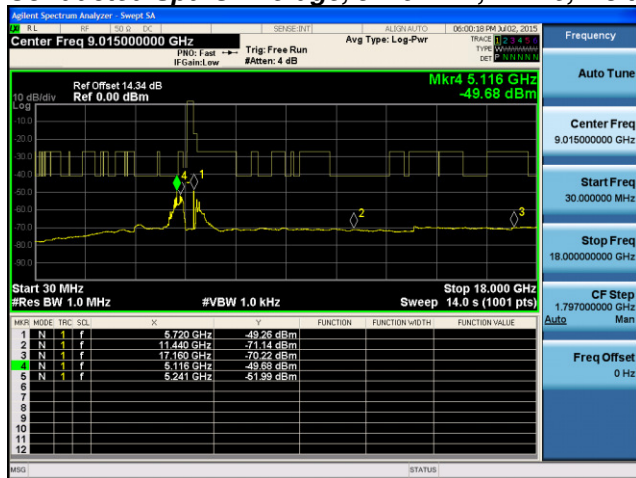 Agilent Spectrum Analyzer - Swept SA
RL RF 50 Ω DC SENSE:INT ALIGN AUTO 06:00:18 PM Jul 02, 2015
Center Freq 9.015000000 GHz Avg Type: Log-Pwr TRACE 1 2 3 4 5 6
PNO: Fast Trig: Free Run TYPE
IFGain:Low #Atten: 4 dB DET P N N N N N
Mkr4 5.116 GHz
-49.68 dBm
Ref Offset 14.34 dB
10 dB/div Ref 0.00 dBm
Log
-10.0
-20.0
-30.0
-40.0
-50.0
-60.0
-70.0
-80.0
-90.0
4 1
2
3
Start 30 MHz Stop 18.000 GHz
#Res BW 1.0 MHz #VBW 1.0 kHz Sweep 14.0 s (1001 pts)
MKR MODE TRC SCL X Y FUNCTION FUNCTION WIDTH FUNCTION VALUE
1 N 1 f 5.720 GHz -49.26 dBm
2 N 1 f 11.440 GHz -71.14 dBm
3 N 1 f 17.160 GHz -70.22 dBm
4 N 1 f 5.116 GHz -49.68 dBm
5 N 1 f 5.241 GHz -51.99 dBm
6
7
8
9
10
11
12
MSG STATUS
Frequency
Auto Tune
Center Freq
9.015000000 GHz
Start Freq
30.000000 MHz
Stop Freq
18.000000000 GHz
CF Step
1.797000000 GHz
Auto Man
Freq Offset
0 Hz